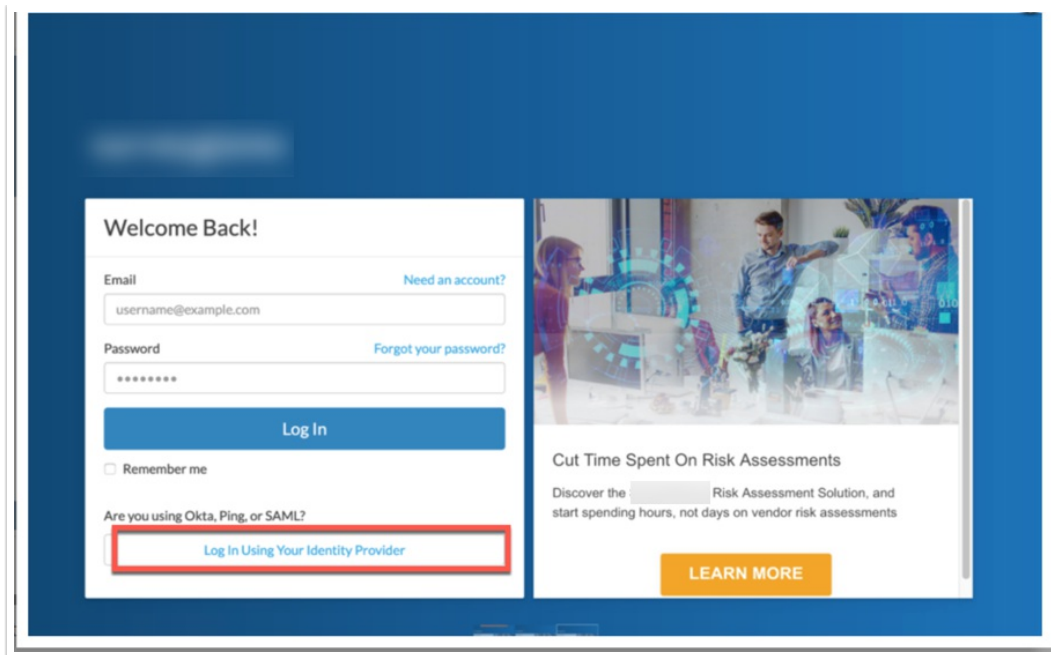 Welcome Back!
Email
Need an account?
username@example.com
Password
Forgot your password?
Log In
Remember me
Are you using Okta, Ping, or SAML?
Log In Using Your Identity Provider
Cut Time Spent On Risk Assessments
Discover the Risk Assessment Solution, and
start spending hours, not days on vendor risk assessments
LEARN MORE